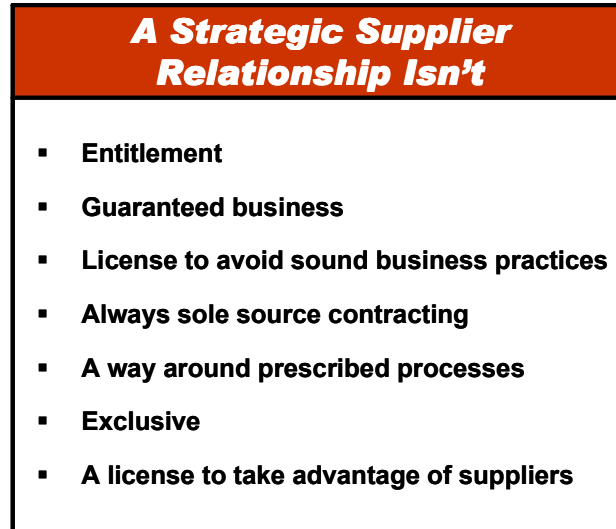 A Strategic Supplier
Relationship Isn’t
▪ Entitlement
▪ Guaranteed business
▪ License to avoid sound business practices
▪ Always sole source contracting
▪ A way around prescribed processes
▪ Exclusive
▪ A license to take advantage of suppliers